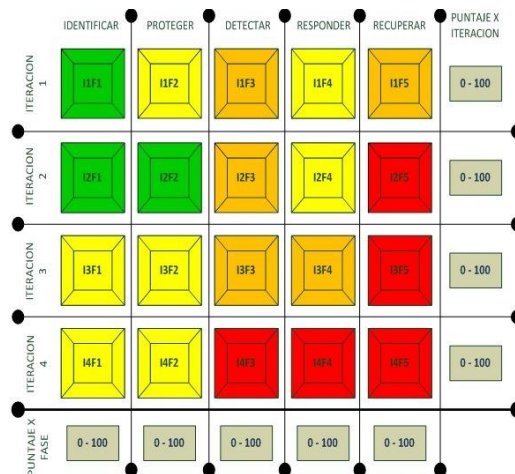 IDENTIFICAR PROTEGER DETECTAR RESPONDER RECUPERAR PUNTAJE X
ITERACION
ITERACION
1
I1F1 I1F2 I1F3 I1F4 I1F5 0 - 100
ITERACION
2
I2F1 I2F2 I2F3 I2F4 I2F5 0 - 100
ITERACION
3
I3F1 I3F2 I3F3 I3F4 I3F5 0 - 100
ITERACION
4
I4F1 I4F2 I4F3 I4F4 I4F5 0 - 100
PUNTAJE X
FASE
0 - 100 0 - 100 0 - 100 0 - 100 0 - 100